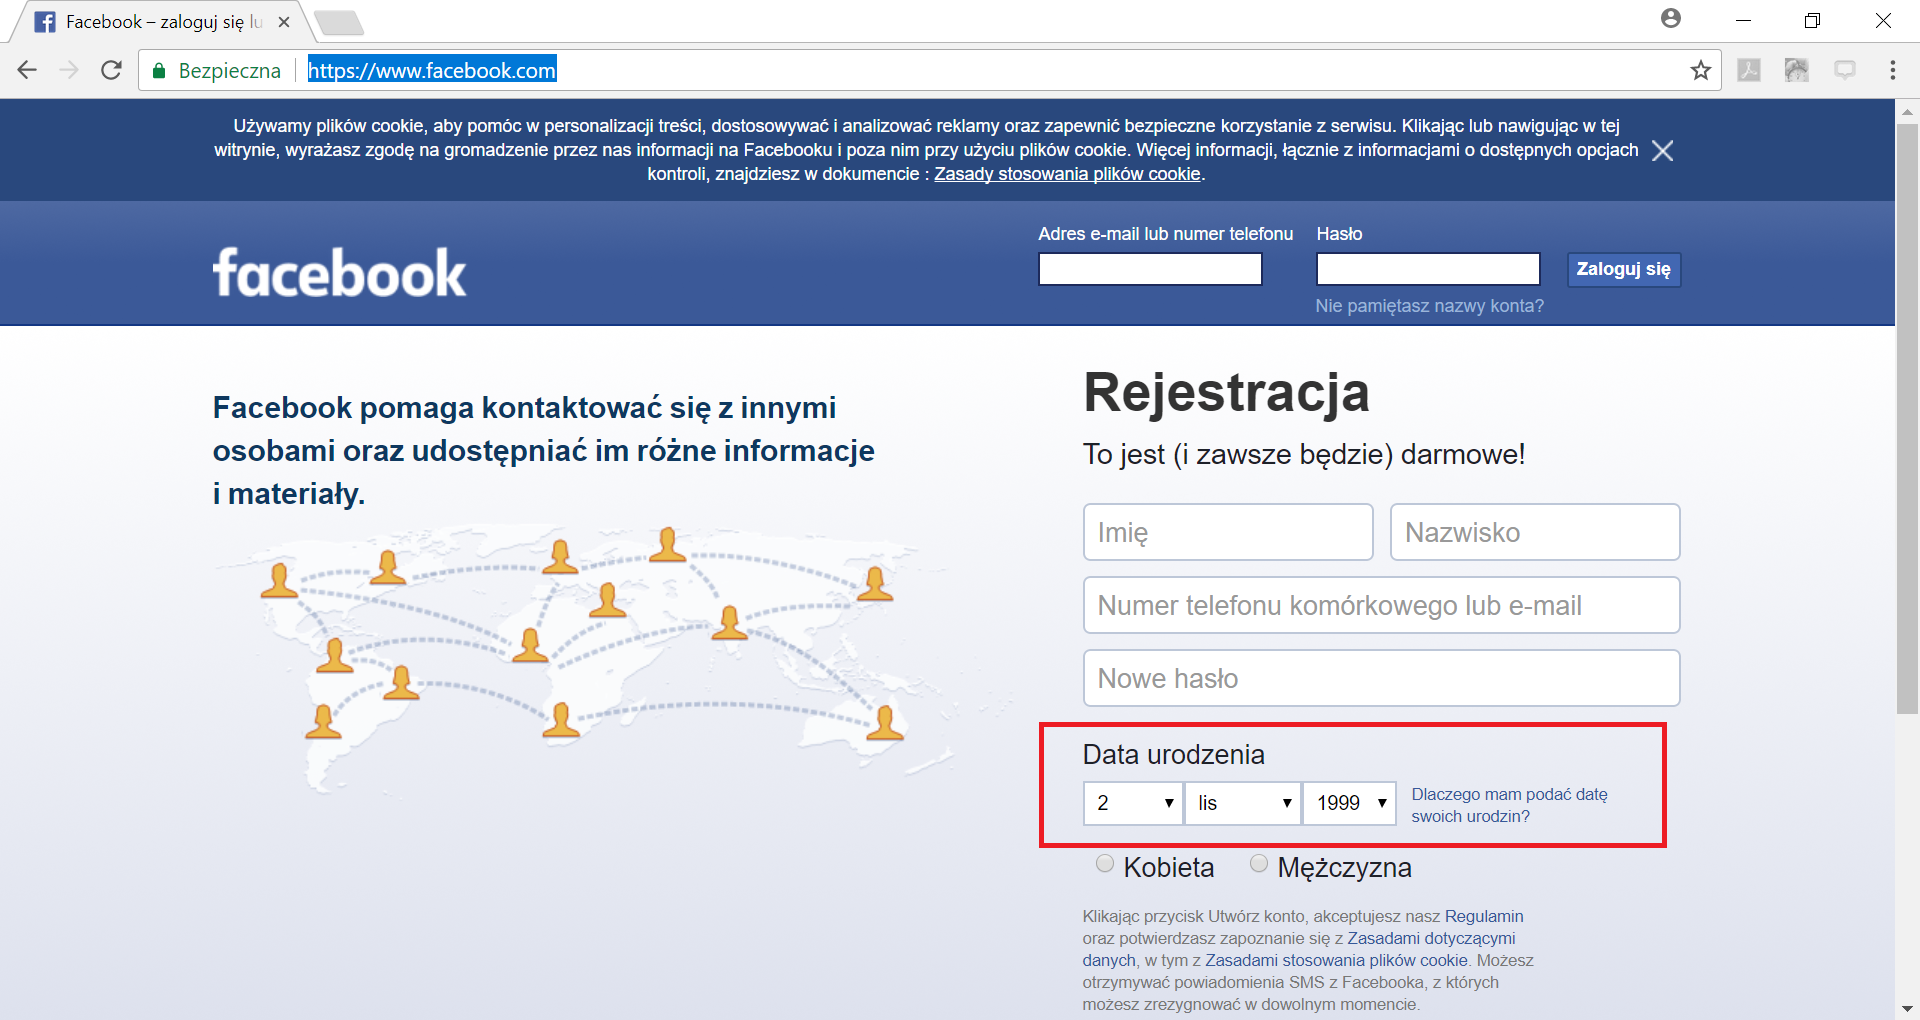 Facebook – zaloguj się lu
Bezpieczna
https://www.facebook.com
Używamy plików cookie, aby pomóc w personalizacji treści, dostosowywać i analizować reklamy oraz zapewnić bezpieczne korzystanie z serwisu. Klikając lub nawigując w tej
witrynie, wyrażasz zgodę na gromadzenie przez nas informacji na Facebooku i poza nim przy użyciu plików cookie. Więcej informacji, łącznie z informacjami o dostępnych opcjach
kontroli, znajdziesz w dokumencie : Zasady stosowania plików cookie.
facebook
Adres e-mail lub numer telefonu Hasło
Zaloguj się
Nie pamiętasz nazwy konta?
Facebook pomaga kontaktować się z innymi
osobami oraz udostępniać im różne informacje
i materiały.
Rejestracja
To jest (i zawsze będzie) darmowe!
Imię Nazwisko
Numer telefonu komórkowego lub e-mail
Nowe hasło
Data urodzenia
2 lis 1999
Dlaczego mam podać datę
swoich urodzin?
Kobieta Mężczyzna
Klikając przycisk Utwórz konto, akceptujesz nasz Regulamin
oraz potwierdzasz zapoznanie się z Zasadami dotyczącymi
danych, w tym z Zasadami stosowania plików cookie. Możesz
otrzymywać powiadomienia SMS z Facebooka, z których
możesz zrezygnować w dowolnym momencie.